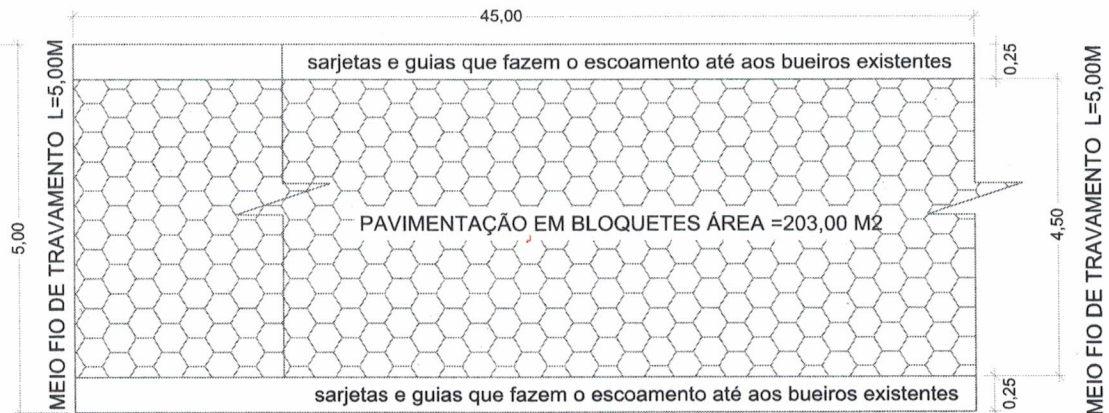 45,00
sarjetas e guias que fazem o escoamento até aos bueiros existentes
0,25
MEIO FIO DE TRAVAMENTO L=5,00M
5,00
PAVIMENTAÇÃO EM BLOQUETES ÁREA =203,00 M2
4,50
MEIO FIO DE TRAVAMENTO L=5,00M
sarjetas e guias que fazem o escoamento até aos bueiros existentes
0,25